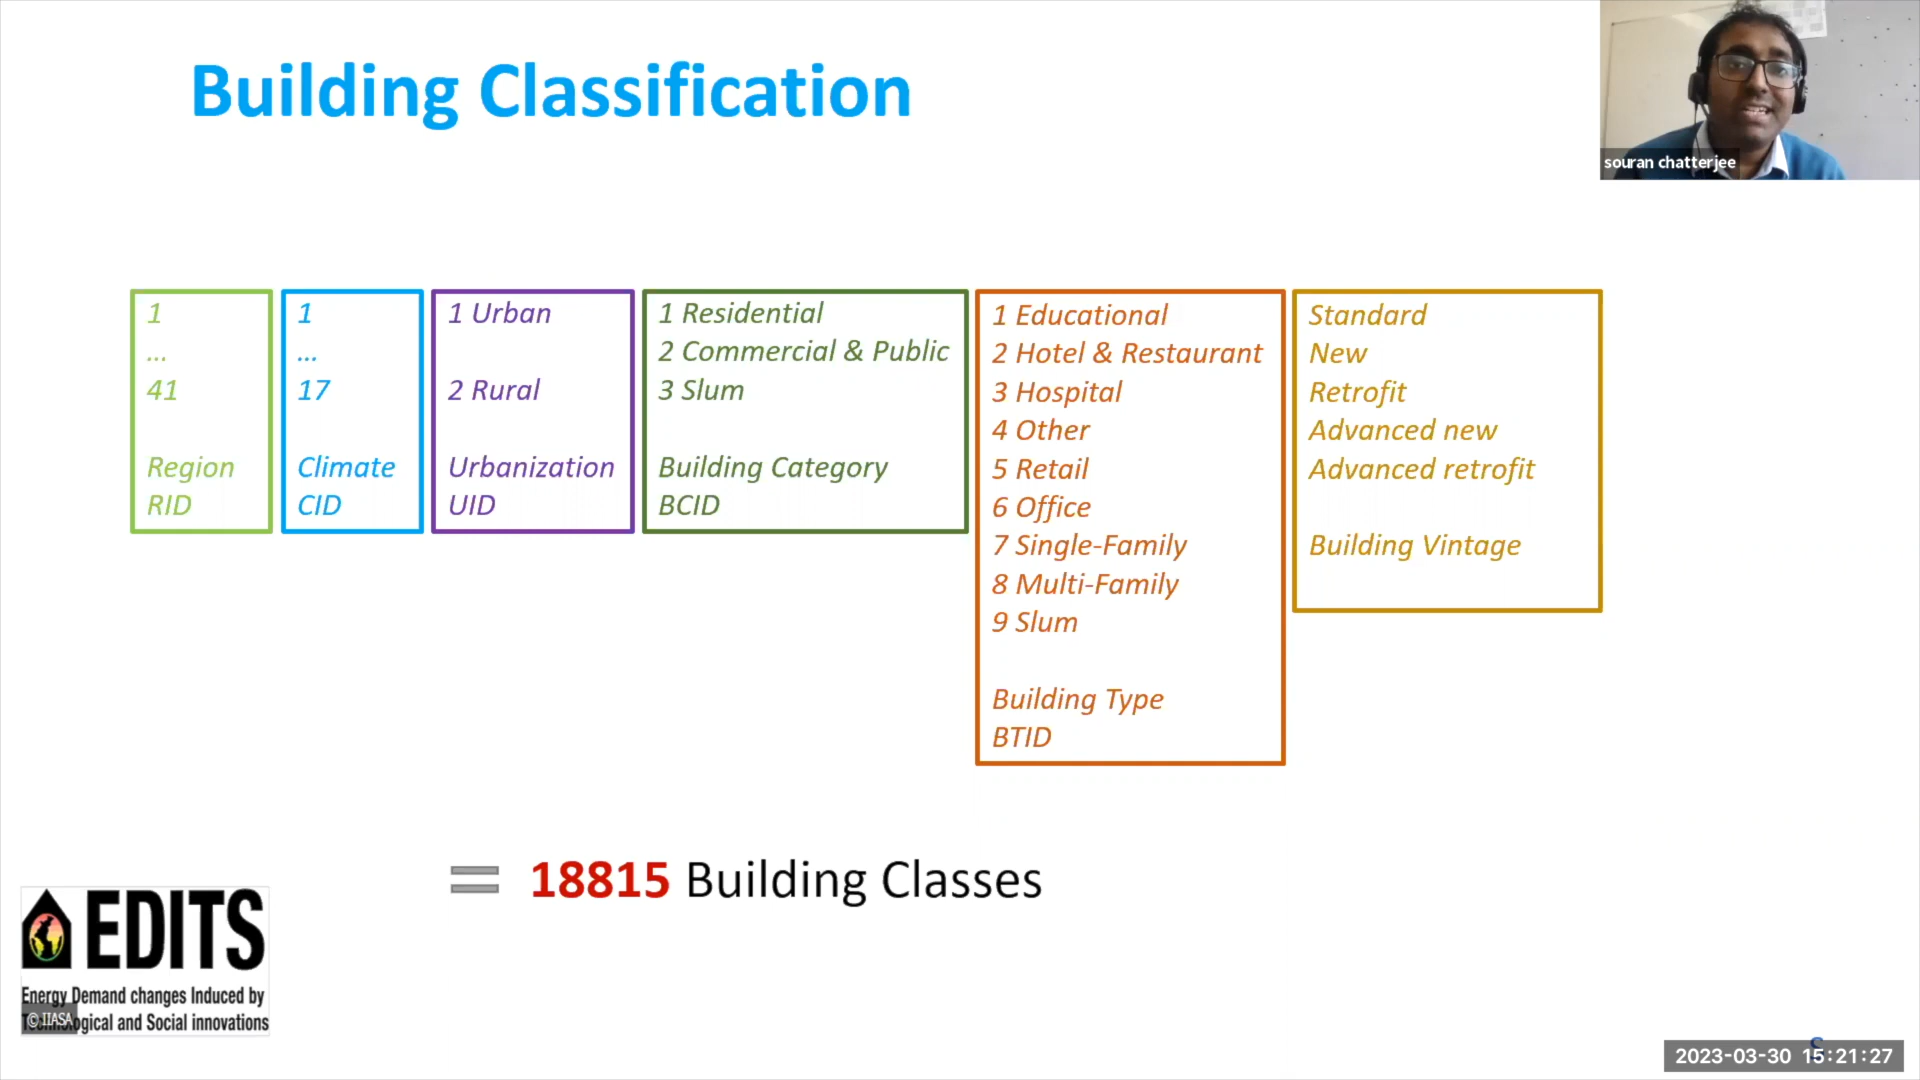 Building Classification
souran chatterjee
1
...
41
Region
RID
1
...
17
Climate
CID
1 Urban
2 Rural
Urbanization
UID
1 Residential
2 Commercial & Public
3 Slum
Building Category
BCID
1 Educational
2 Hotel & Restaurant
3 Hospital
4 Other
5 Retail
6 Office
7 Single-Family
8 Multi-Family
9 Slum
Building Type
BTID
Standard
New
Retrofit
Advanced new
Advanced retrofit
Building Vintage
= 18815 Building Classes
EDITS
Energy Demand changes Induced by
and Social innovations
© IIASA
2023-03-30 15:21:27